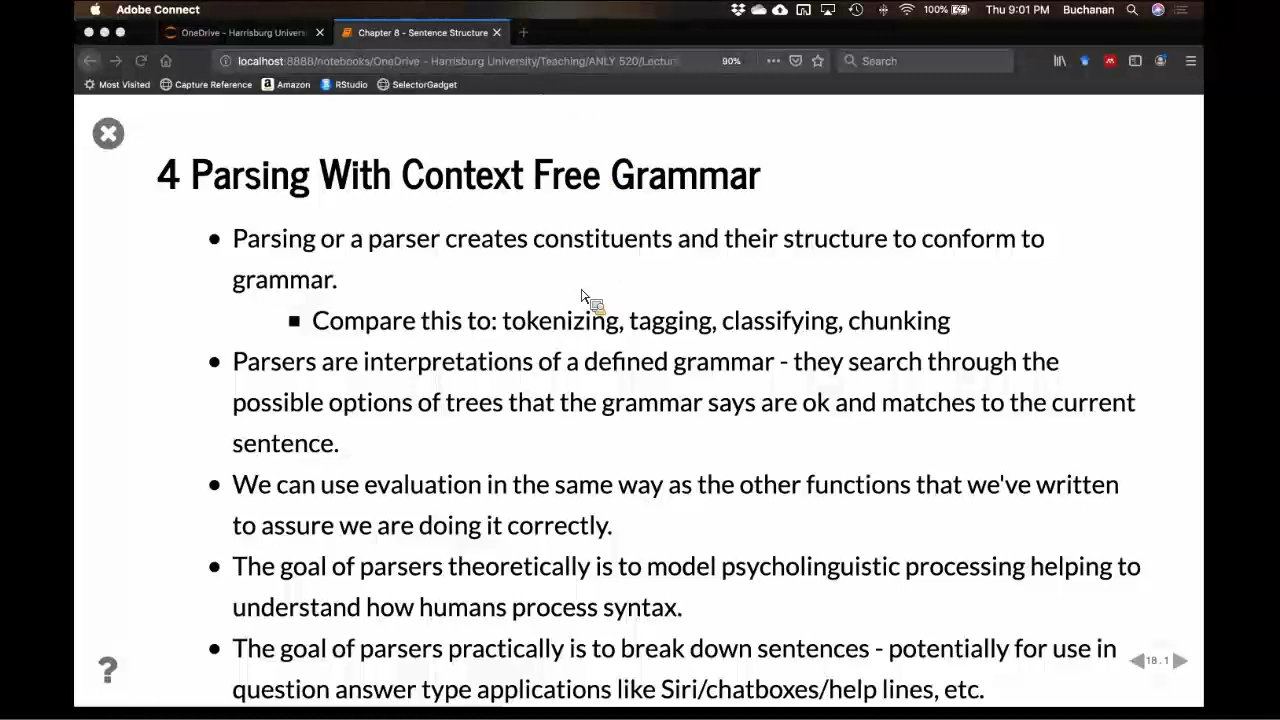 Adobe Connect
100%
Thu 9:01 PM
Buchanan
OneDrive - Harrisburg Univers
Chapter 8 - Sentence Structure
localhost:8888/notebooks/OneDrive - Harrisburg University/Teaching/ANLY 520/Lectur
90%
Search
Most Visited
Capture Reference
Amazon
RStudio
SelectorGadget
4 Parsing With Context Free Grammar
• Parsing or a parser creates constituents and their structure to conform to
grammar.
▪ Compare this to: tokenizing, tagging, classifying, chunking
• Parsers are interpretations of a defined grammar - they search through the
possible options of trees that the grammar says are ok and matches to the current
sentence.
• We can use evaluation in the same way as the other functions that we've written
to assure we are doing it correctly.
• The goal of parsers theoretically is to model psycholinguistic processing helping to
understand how humans process syntax.
• The goal of parsers practically is to break down sentences - potentially for use in
question answer type applications like Siri/chatboxes/help lines, etc.
18.1
?